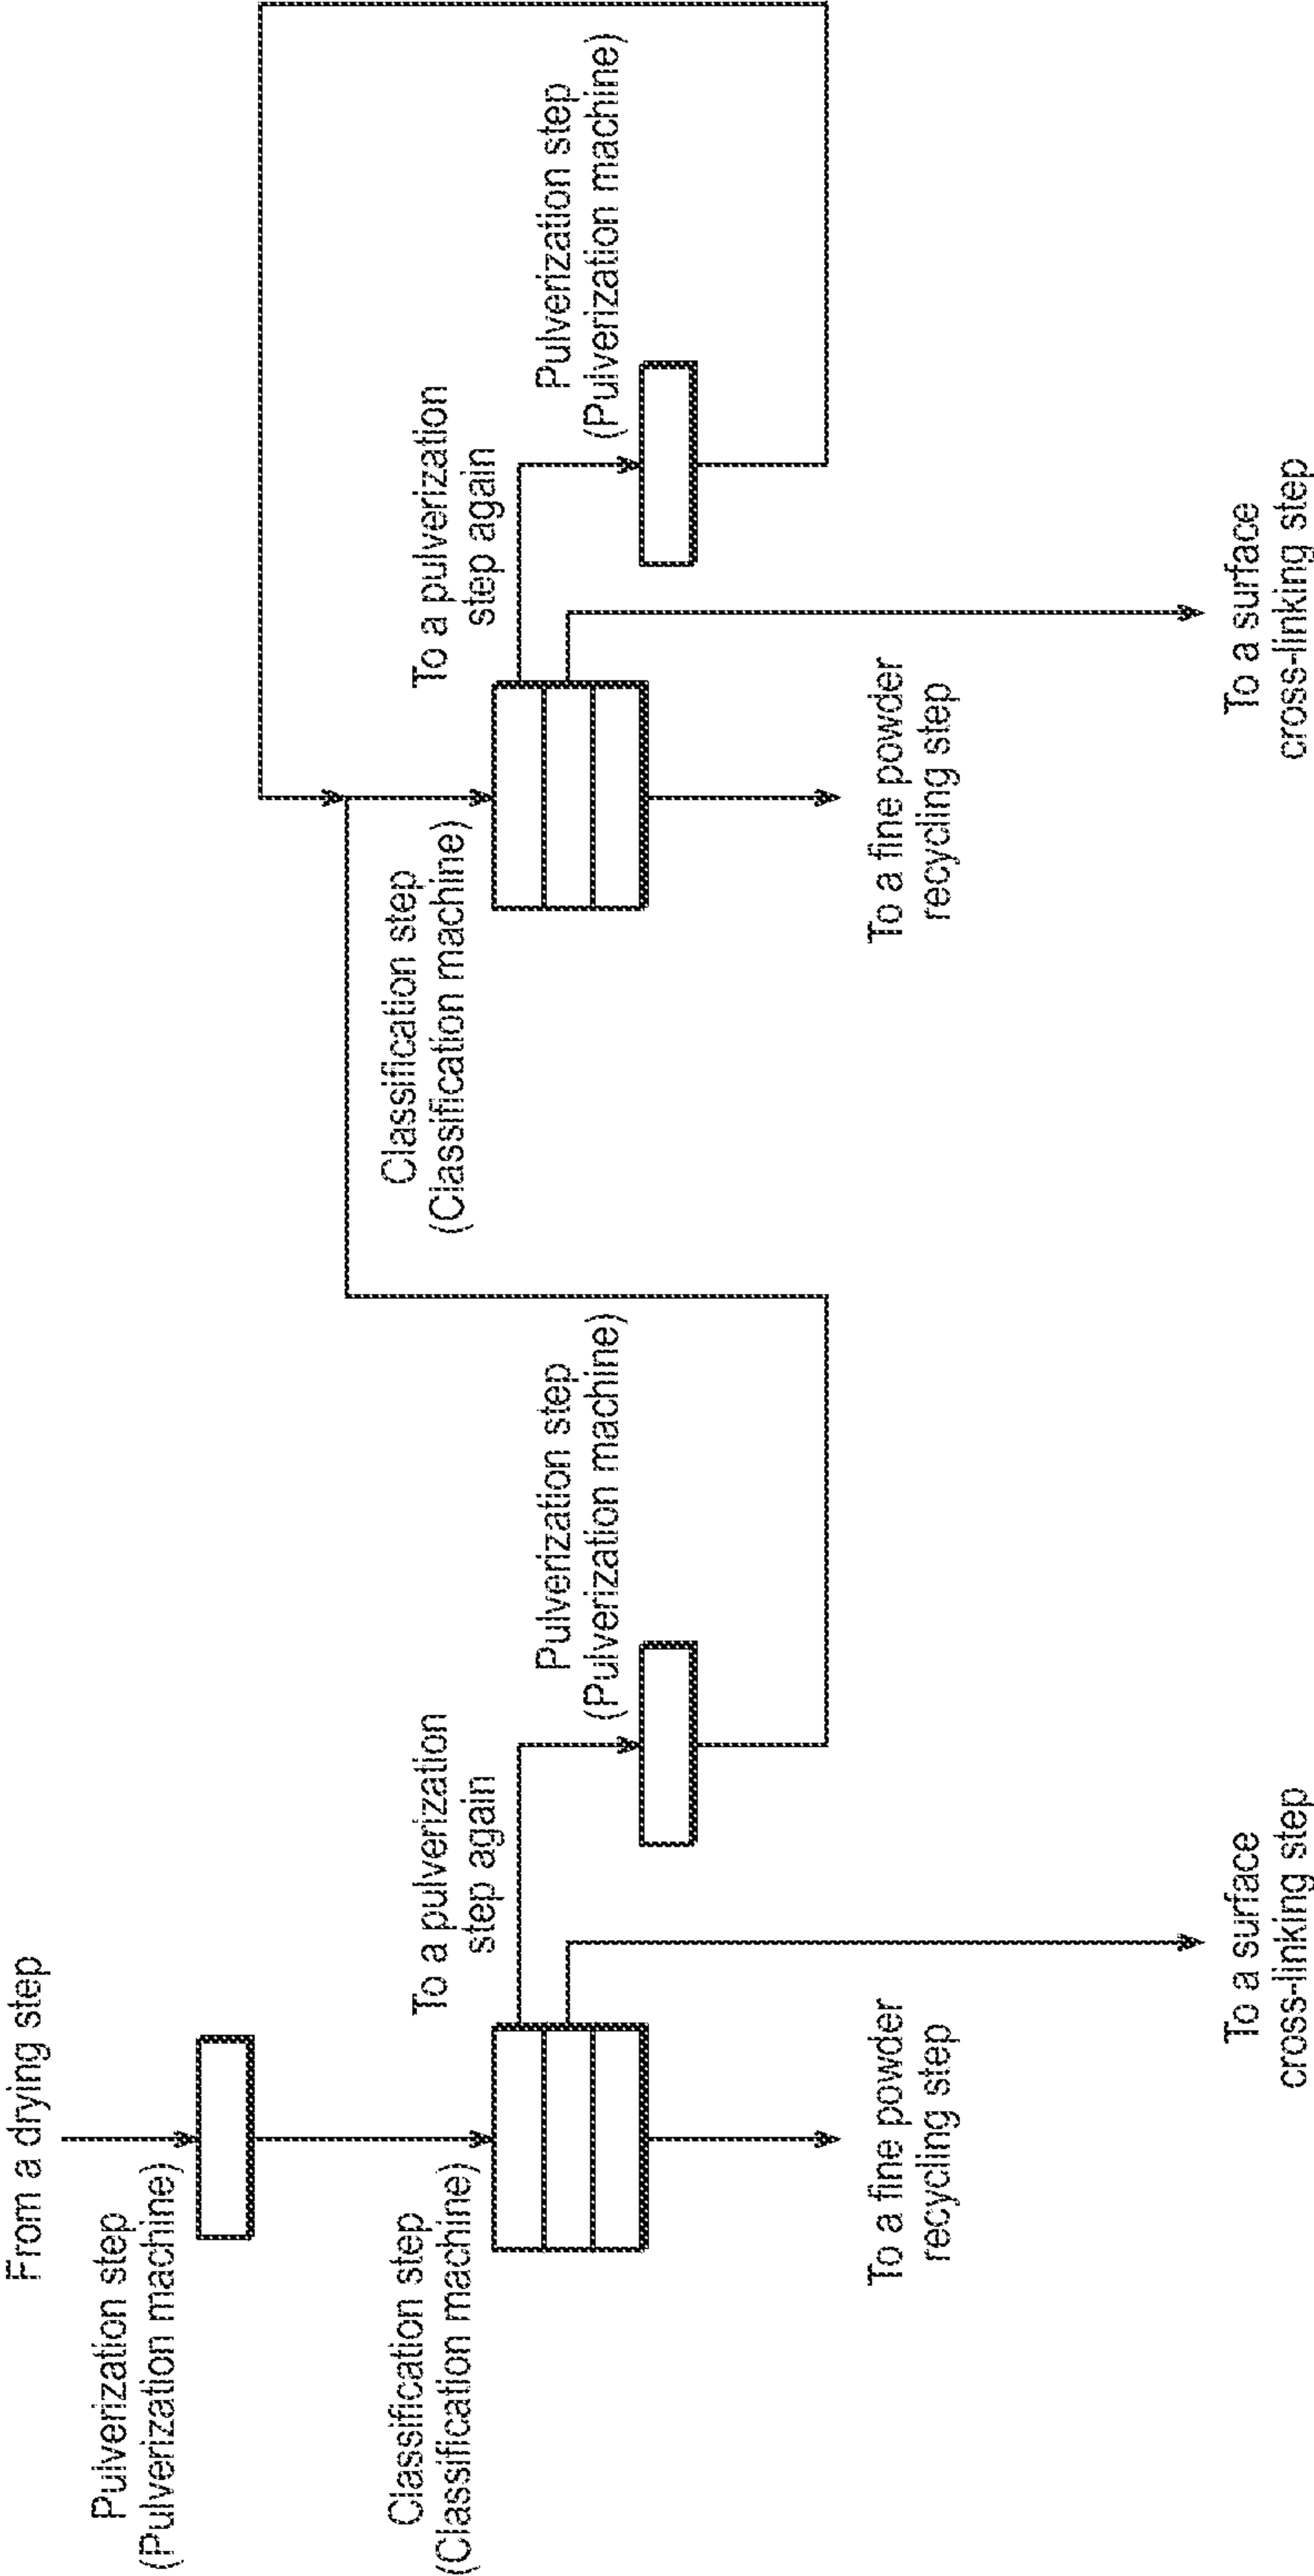 From a drying step
Pulverization step
(Pulverization machine)
Classification step
(Classification machine)
To a pulverization
step again
Pulverization step
(Pulverization machine)
To a fine powder
recycling step
To a surface
cross-linking step
Classification step
(Classification machine)
To a pulverization
step again
Pulverization step
(Pulverization machine)
To a fine powder
recycling step
To a surface
cross-linking step